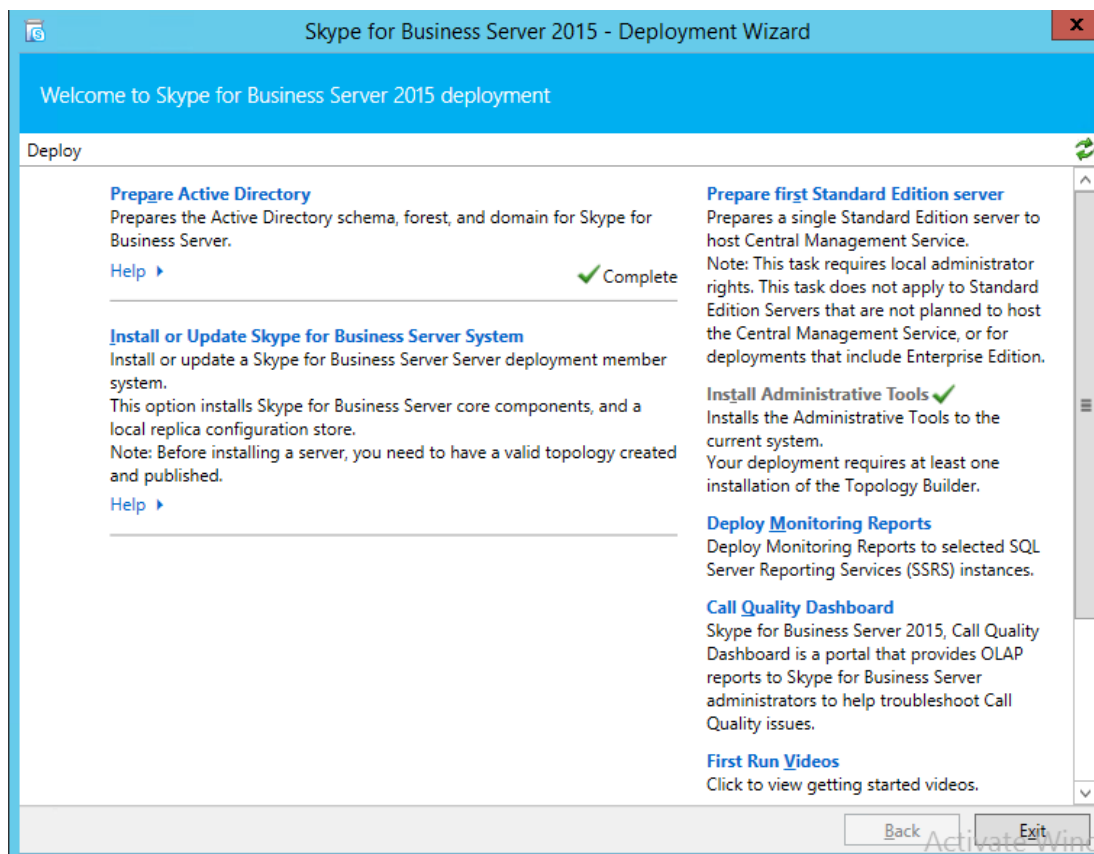 Skype for Business Server 2015 - Deployment Wizard
x
Welcome to Skype for Business Server 2015 deployment
Deploy
Prepare Active Directory
Prepares the Active Directory schema, forest, and domain for Skype for
Business Server.
Help
Complete
Install or Update Skype for Business Server System
Install or update a Skype for Business Server Server deployment member
system.
This option installs Skype for Business Server core components, and a
local replica configuration store.
Note: Before installing a server, you need to have a valid topology created
and published.
Help
Prepare first Standard Edition server
Prepares a single Standard Edition server to
host Central Management Service.
Note: This task requires local administrator
rights. This task does not apply to Standard
Edition Servers that are not planned to host
the Central Management Service, or for
deployments that include Enterprise Edition.
Install Administrative Tools
Installs the Administrative Tools to the
current system.
Your deployment requires at least one
installation of the Topology Builder.
Deploy Monitoring Reports
Deploy Monitoring Reports to selected SQL
Server Reporting Services (SSRS) instances.
Call Quality Dashboard
Skype for Business Server 2015, Call Quality
Dashboard is a portal that provides OLAP
reports to Skype for Business Server
administrators to help troubleshoot Call
Quality issues.
First Run Videos
Click to view getting started videos.
Back
Exit
Activate Wind